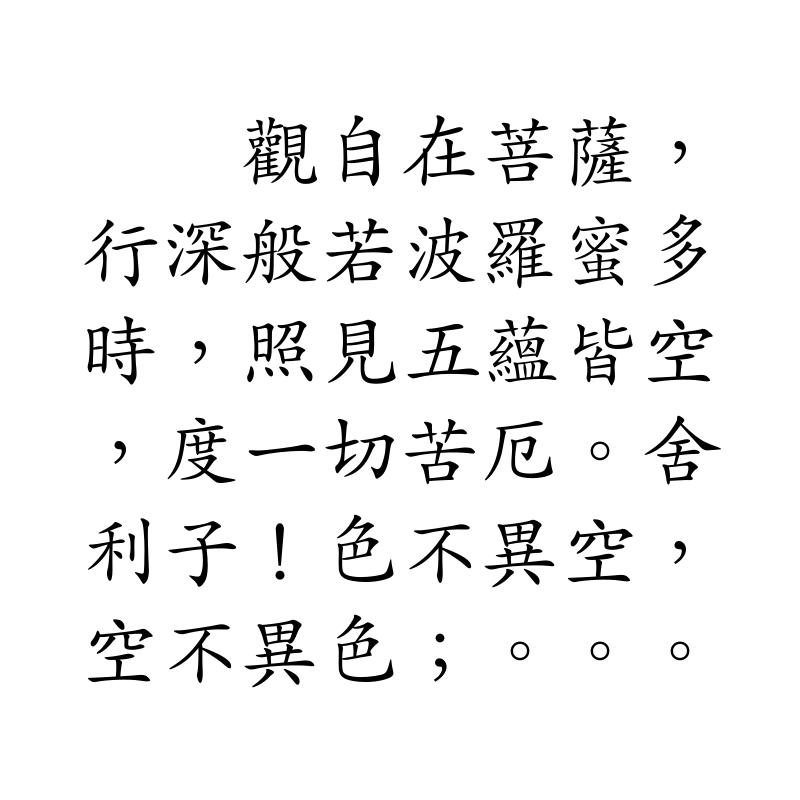 觀自在菩薩，
行深般若波羅蜜多
時，照見五蘊皆空
，度一切苦厄。舍
利子！色不異空，
空不異色；。。。